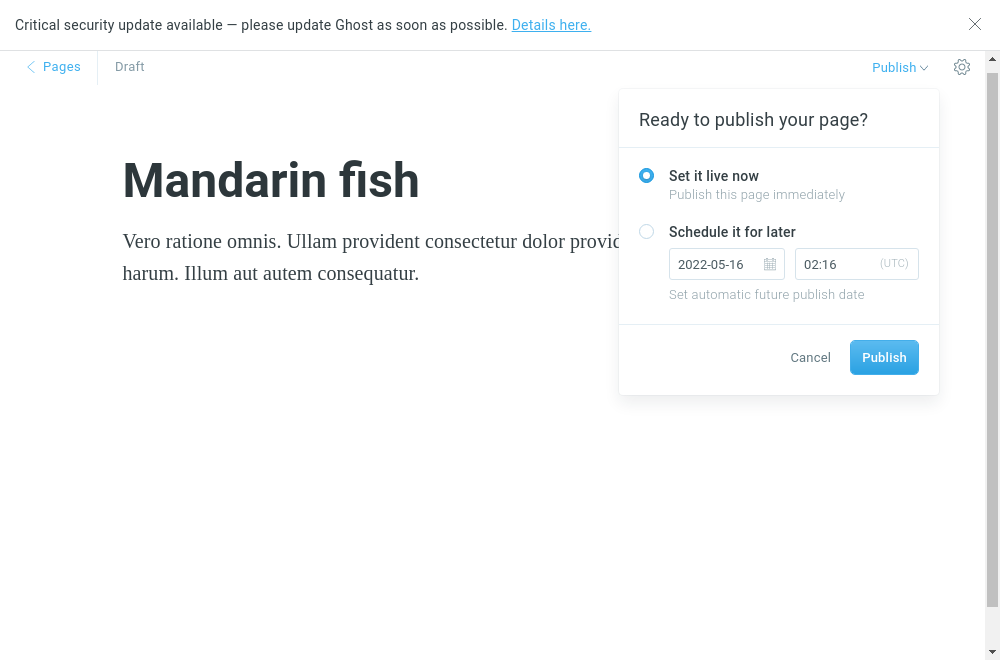 Critical security update available — please update Ghost as soon as possible. Details here.
Pages
Draft
Publish
Ready to publish your page?
Mandarin fish
Set it live now
Publish this page immediately
Vero ratione omnis. Ullam provident consectetur dolor
harum. Illum aut autem consequatur.
Schedule it for later
2022-05-16
02:16
(UTC)
Set automatic future publish date
Cancel
Publish